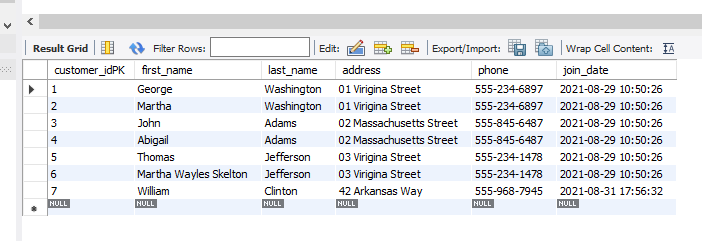 Result Grid Filter Rows: Edit: Export/Import: Wrap Cell Content: IA
customer_idPK first_name last_name address phone join_date
1 George Washington 01 Virigina Street 555-234-6897 2021-08-29 10:50:26
2 Martha Washington 01 Virigina Street 555-234-6897 2021-08-29 10:50:26
3 John Adams 02 Massachusetts Street 555-845-6487 2021-08-29 10:50:26
4 Abigail Adams 02 Massachusetts Street 555-845-6487 2021-08-29 10:50:26
5 Thomas Jefferson 03 Virigina Street 555-234-1478 2021-08-29 10:50:26
6 Martha Wayles Skelton Jefferson 03 Virigina Street 555-234-1478 2021-08-29 10:50:26
7 William Clinton 42 Arkansas Way 555-968-7945 2021-08-31 17:56:32
NULL NULL NULL NULL NULL NULL